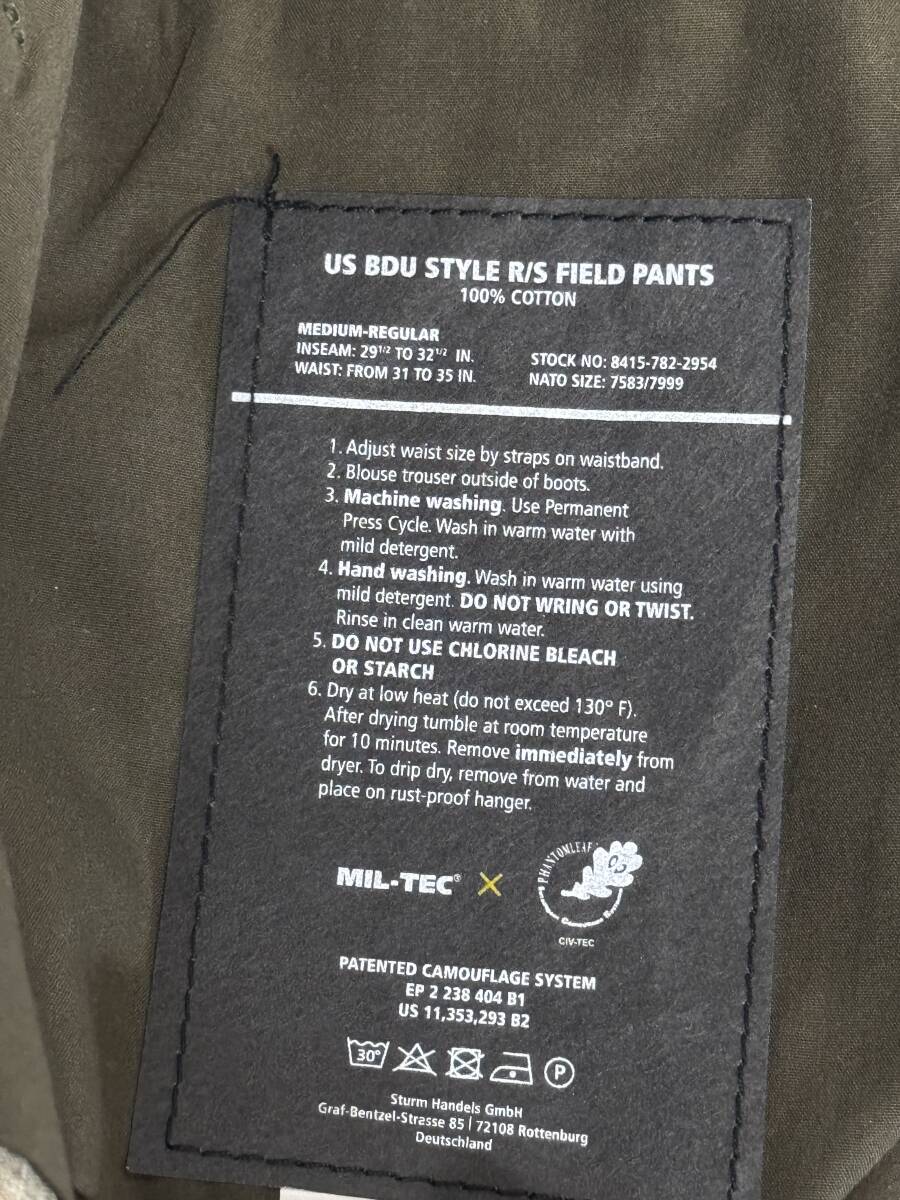 US BDU STYLE R/S FIELD PANTS
100% COTTON
MEDIUM-REGULAR
INSEAM: 29 1/2 TO 32 1/2 IN.
WAIST: FROM 31 TO 35 IN.
STOCK NO: 8415-782-2954
NATO SIZE: 7583/7999
1. Adjust waist size by straps on waistband.
2. Blouse trouser outside of boots.
3. Machine washing. Use Permanent
Press Cycle. Wash in warm water with
mild detergent.
4. Hand washing. Wash in warm water using
mild detergent. DO NOT WRING OR TWIST.
Rinse in clean warm water.
5. DO NOT USE CHLORINE BLEACH
OR STARCH
6. Dry at low heat (do not exceed 130° F).
After drying tumble at room temperature
for 10 minutes. Remove immediately from
dryer. To drip dry, remove from water and
place on rust-proof hanger.
MIL-TEC® X
PHANTOMLEAF
CIV-TEC
PATENTED CAMOUFLAGE SYSTEM
EP 2 238 404 B1
US 11,353,293 B2
30° P
Sturm Handels GmbH
Graf-Bentzel-Strasse 85 | 72108 Rottenburg
Deutschland